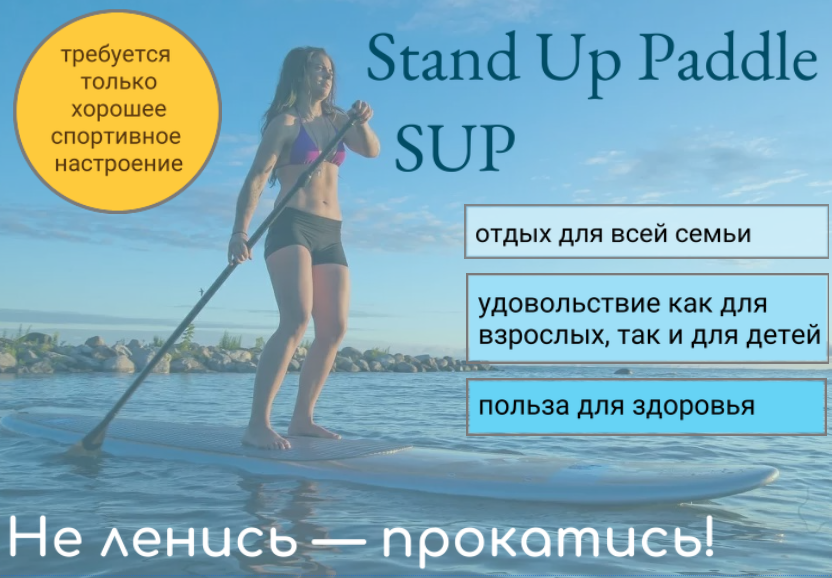 требуется
только
хорошее
спортивное
настроение
Stand Up Paddle
SUP
отдых для всей семьи
удовольствие как для
взрослых, так и для детей
польза для здоровья
Не ленись — прокатись!